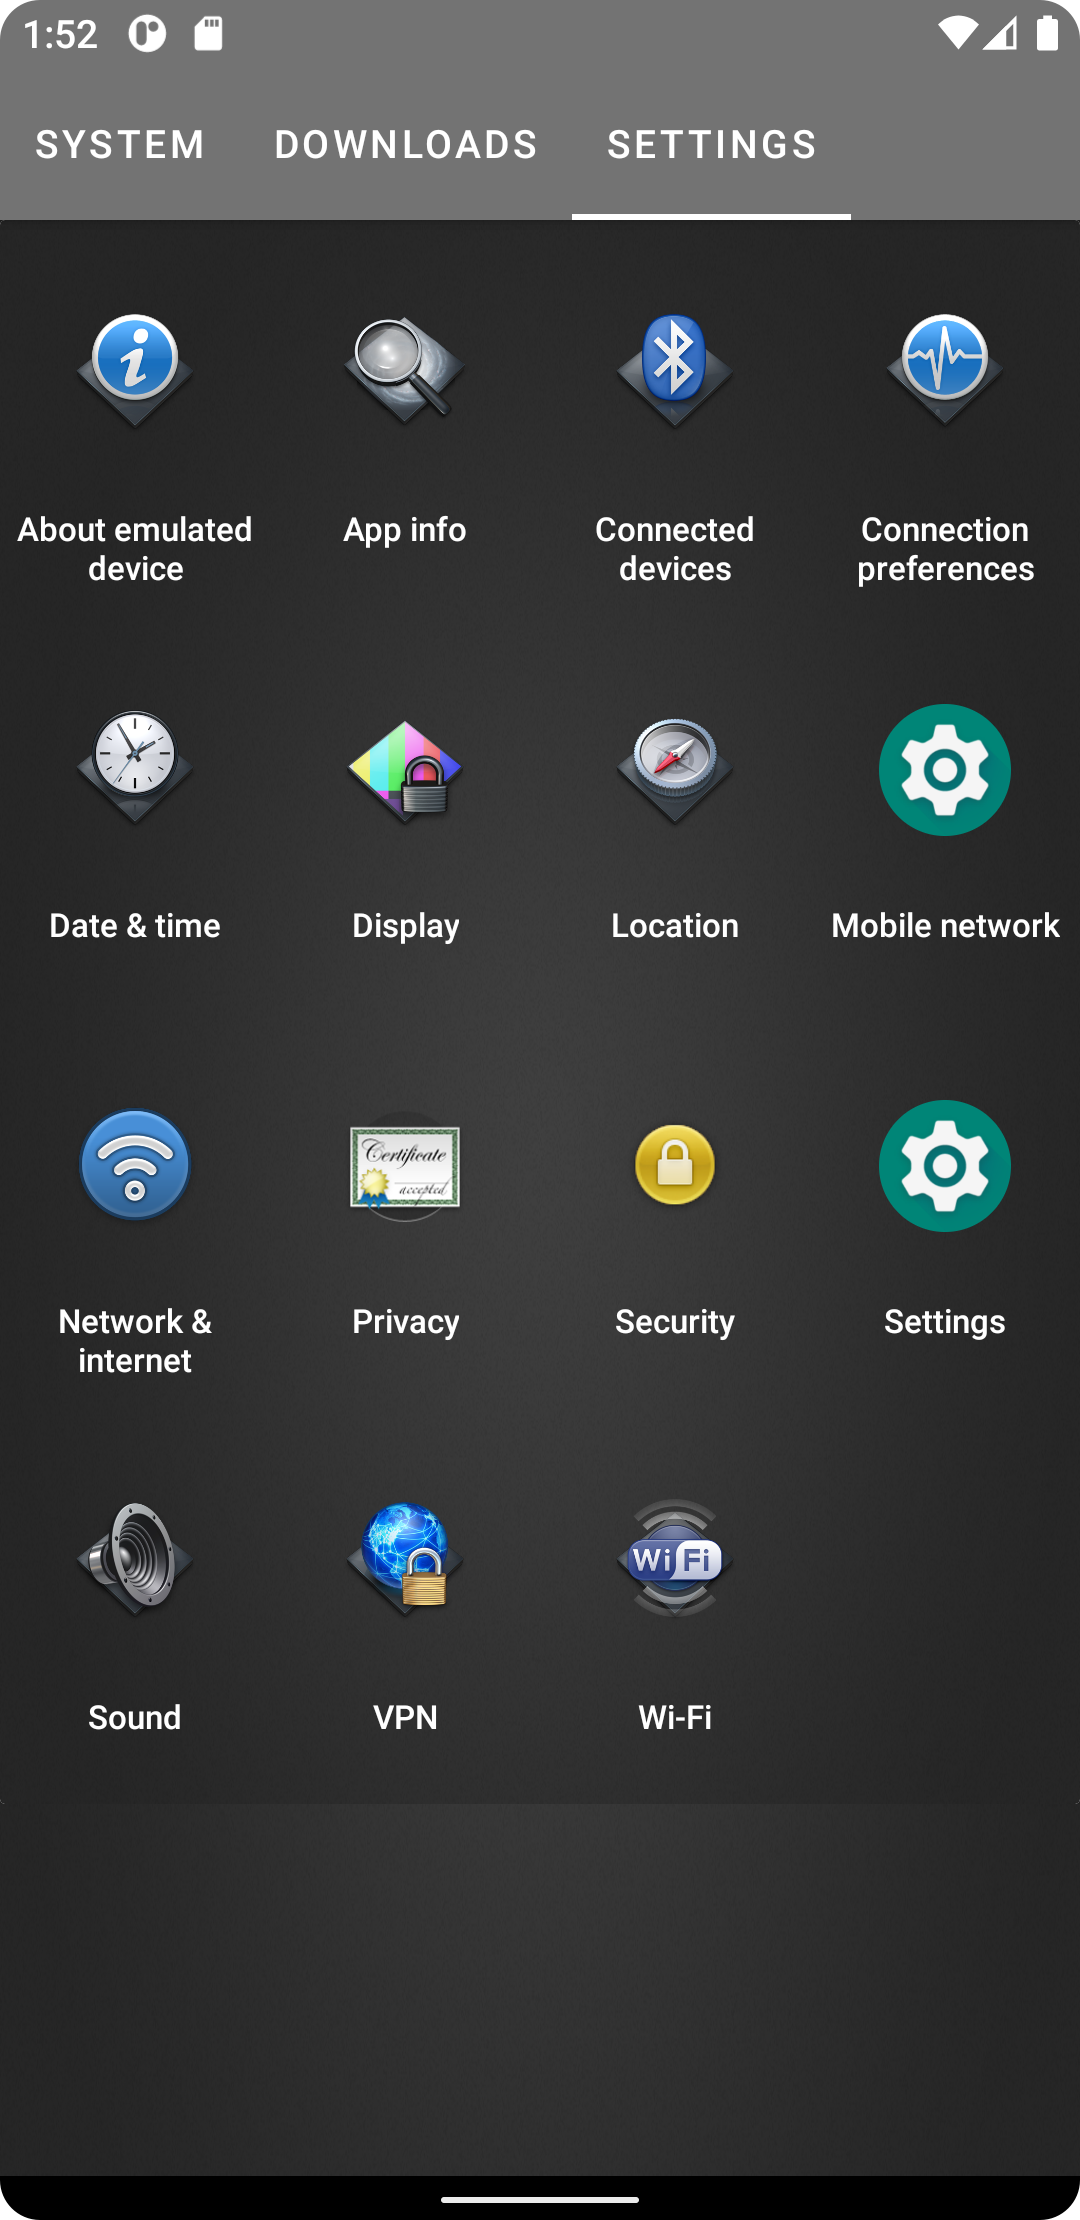 1:52
SYSTEM DOWNLOADS SETTINGS
About emulated device
App info
Connected devices
Connection preferences
Date & time
Display
Location
Mobile network
Certificate
accepted
Network & internet
Privacy
Security
Settings
WiFi
Sound
VPN
Wi-Fi